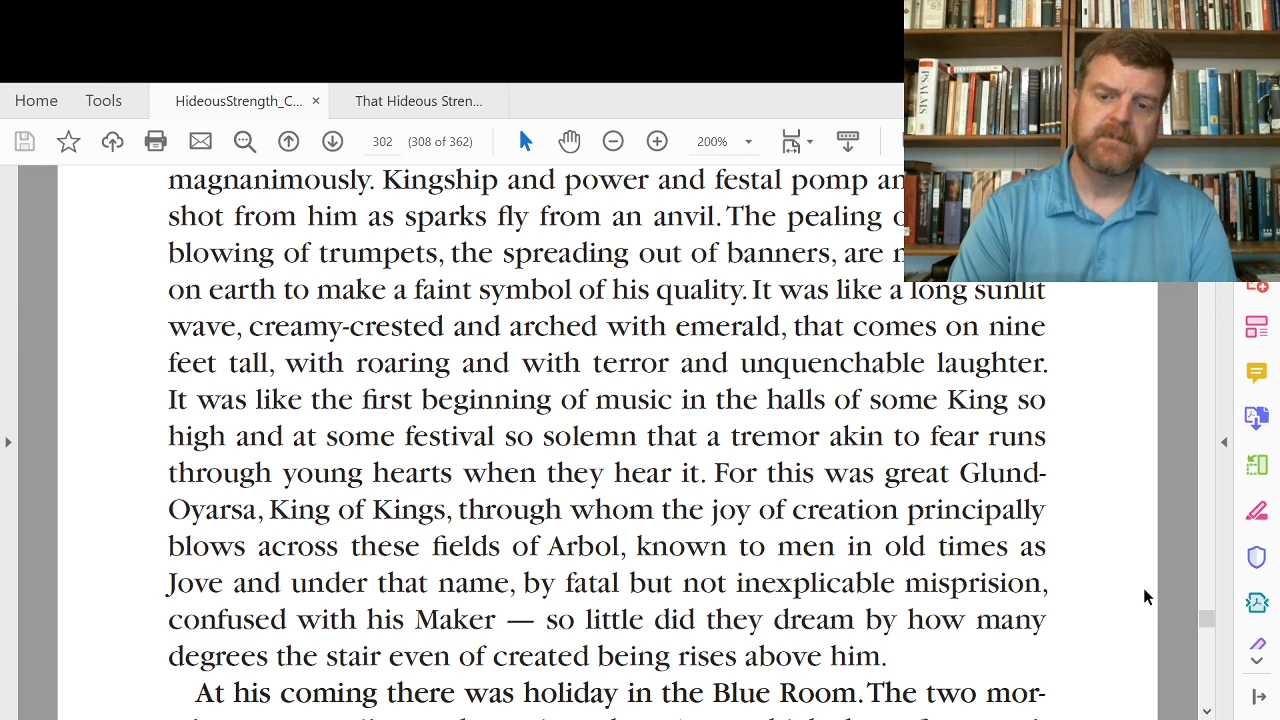 Home Tools HideousStrength_C... × That Hideous Stren...
302 (308 of 362) 200%
PSALMS
magnanimously. Kingship and power and festal pomp
shot from him as sparks fly from an anvil. The pealing
blowing of trumpets, the spreading out of banners, are
on earth to make a faint symbol of his quality. It was like a long sunlit
wave, creamy-crested and arched with emerald, that comes on nine
feet tall, with roaring and with terror and unquenchable laughter.
It was like the first beginning of music in the halls of some King so
high and at some festival so solemn that a tremor akin to fear runs
through young hearts when they hear it. For this was great Glund-
Oyarsa, King of Kings, through whom the joy of creation principally
blows across these fields of Arbol, known to men in old times as
Jove and under that name, by fatal but not inexplicable misprision,
confused with his Maker — so little did they dream by how many
degrees the stair even of created being rises above him.
At his coming there was holiday in the Blue Room. The two mor-